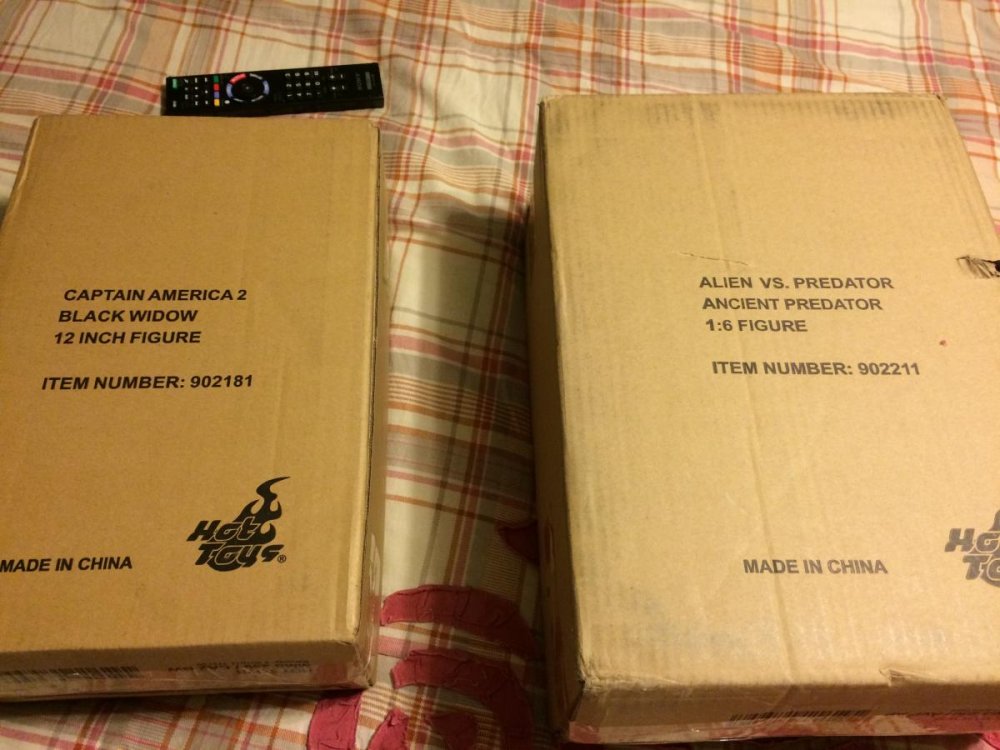 CAPTAIN AMERICA 2
BLACK WIDOW
12 INCH FIGURE
ITEM NUMBER: 902181
Hot
Toys®
MADE IN CHINA
ALIEN VS. PREDATOR
ANCIENT PREDATOR
1:6 FIGURE
ITEM NUMBER: 902211
MADE IN CHINA